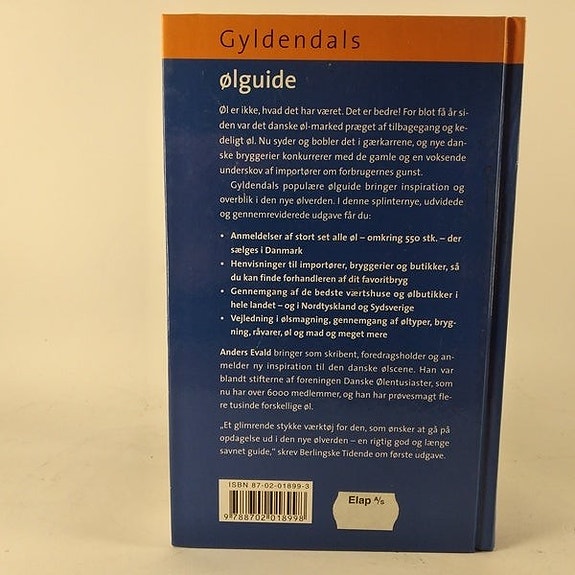 Gyldendals
ølguide
Øl er ikke, hvad det har været. Det er bedre! For blot få år si-
den var det danske øl-marked præget af tilbagegang og ke-
deligt øl. Nu syder og bobler det i gærkarrene, og nye dan-
ske bryggerier konkurrerer med de gamle og en voksende
underskov af importører om forbrugernes gunst.
Gyldendals populære ølguide bringer inspiration og
overblik i den nye ølverden. I denne splinternye, udvidede
og gennemreviderede udgave får du:
• Anmeldelser af stort set alle øl – omkring 550 stk. – der
sælges i Danmark
• Henvisninger til importører, bryggerier og butikker, så
du kan finde forhandleren af dit favoritbryg
• Gennemgang af de bedste værtshuse og ølbutikker i
hele landet – og i Nordtyskland og Sydsverige
• Vejledning i ølsmagning, gennemgang af øltyper, bryg-
ning, råvarer, øl og mad og meget mere
Anders Evald bringer som skribent, foredragsholder og an-
melder ny inspiration til den danske ølscene. Han var
blandt stifterne af foreningen Danske Ølentusiaster, som
nu har over 6000 medlemmer, og han har prøvesmagt fle-
re tusinde forskellige øl.
„Et glimrende stykke værktøj for den, som ønsker at gå på
opdagelse ud i den nye ølverden – en rigtig god og længe
savnet guide,“ skrev Berlingske Tidende om første udgave.
ISBN 87-02-01899-3
9 788702 018998
Elap A/S